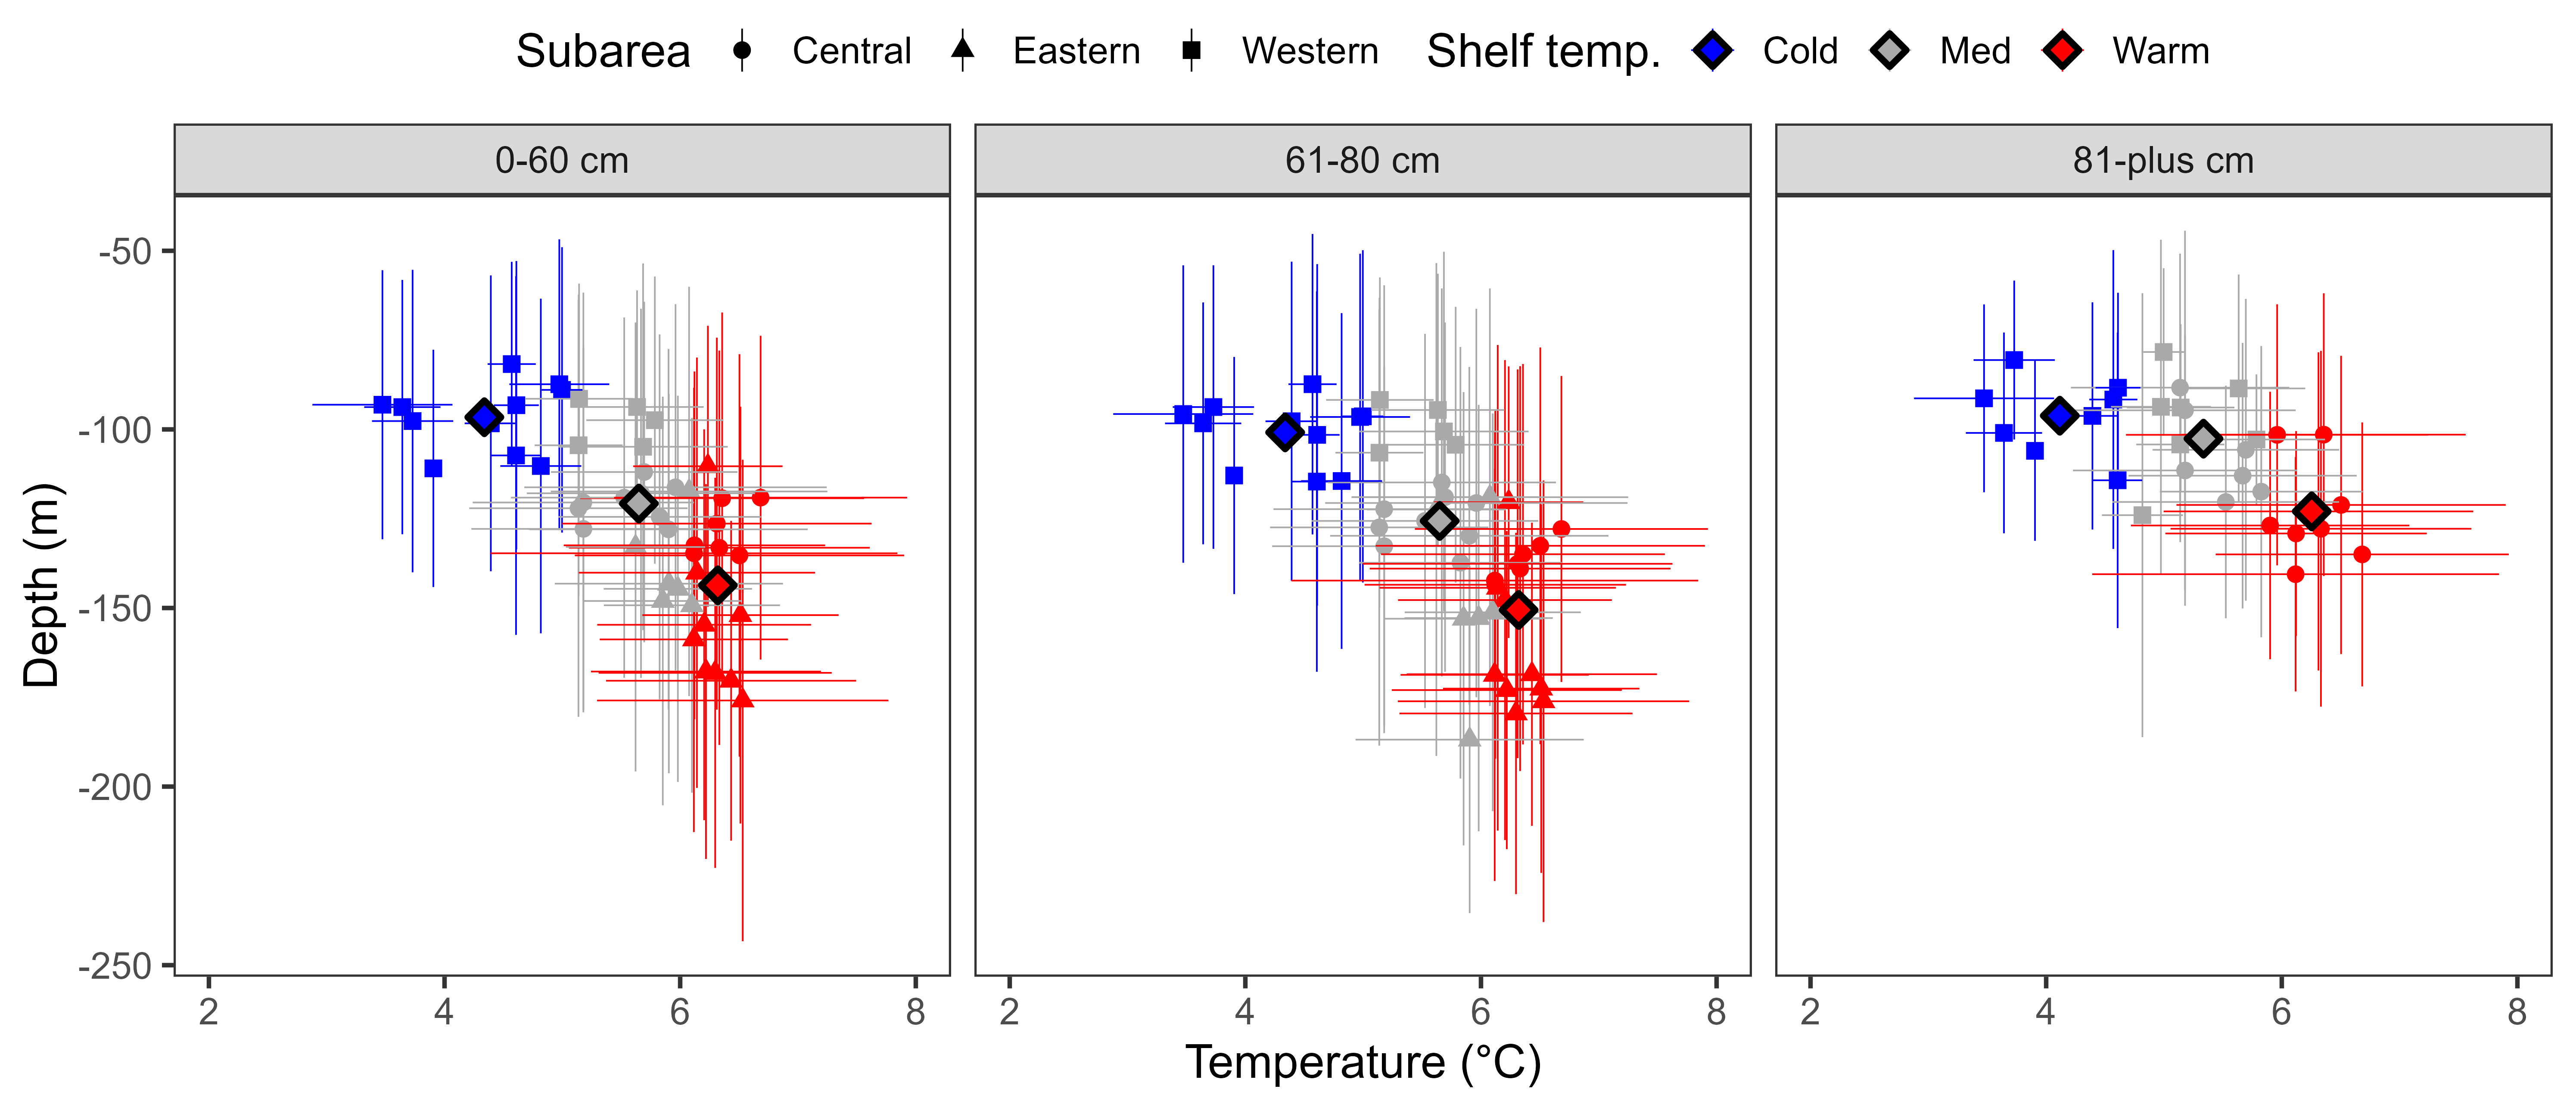 Subarea Central Eastern Western Shelf temp. Cold Med Warm
0-60 cm 61-80 cm 81-plus cm
Depth (m)
-50
-100
-150
-200
-250
2 4 6 8 2 4 6 8 2 4 6 8
Temperature (°C)